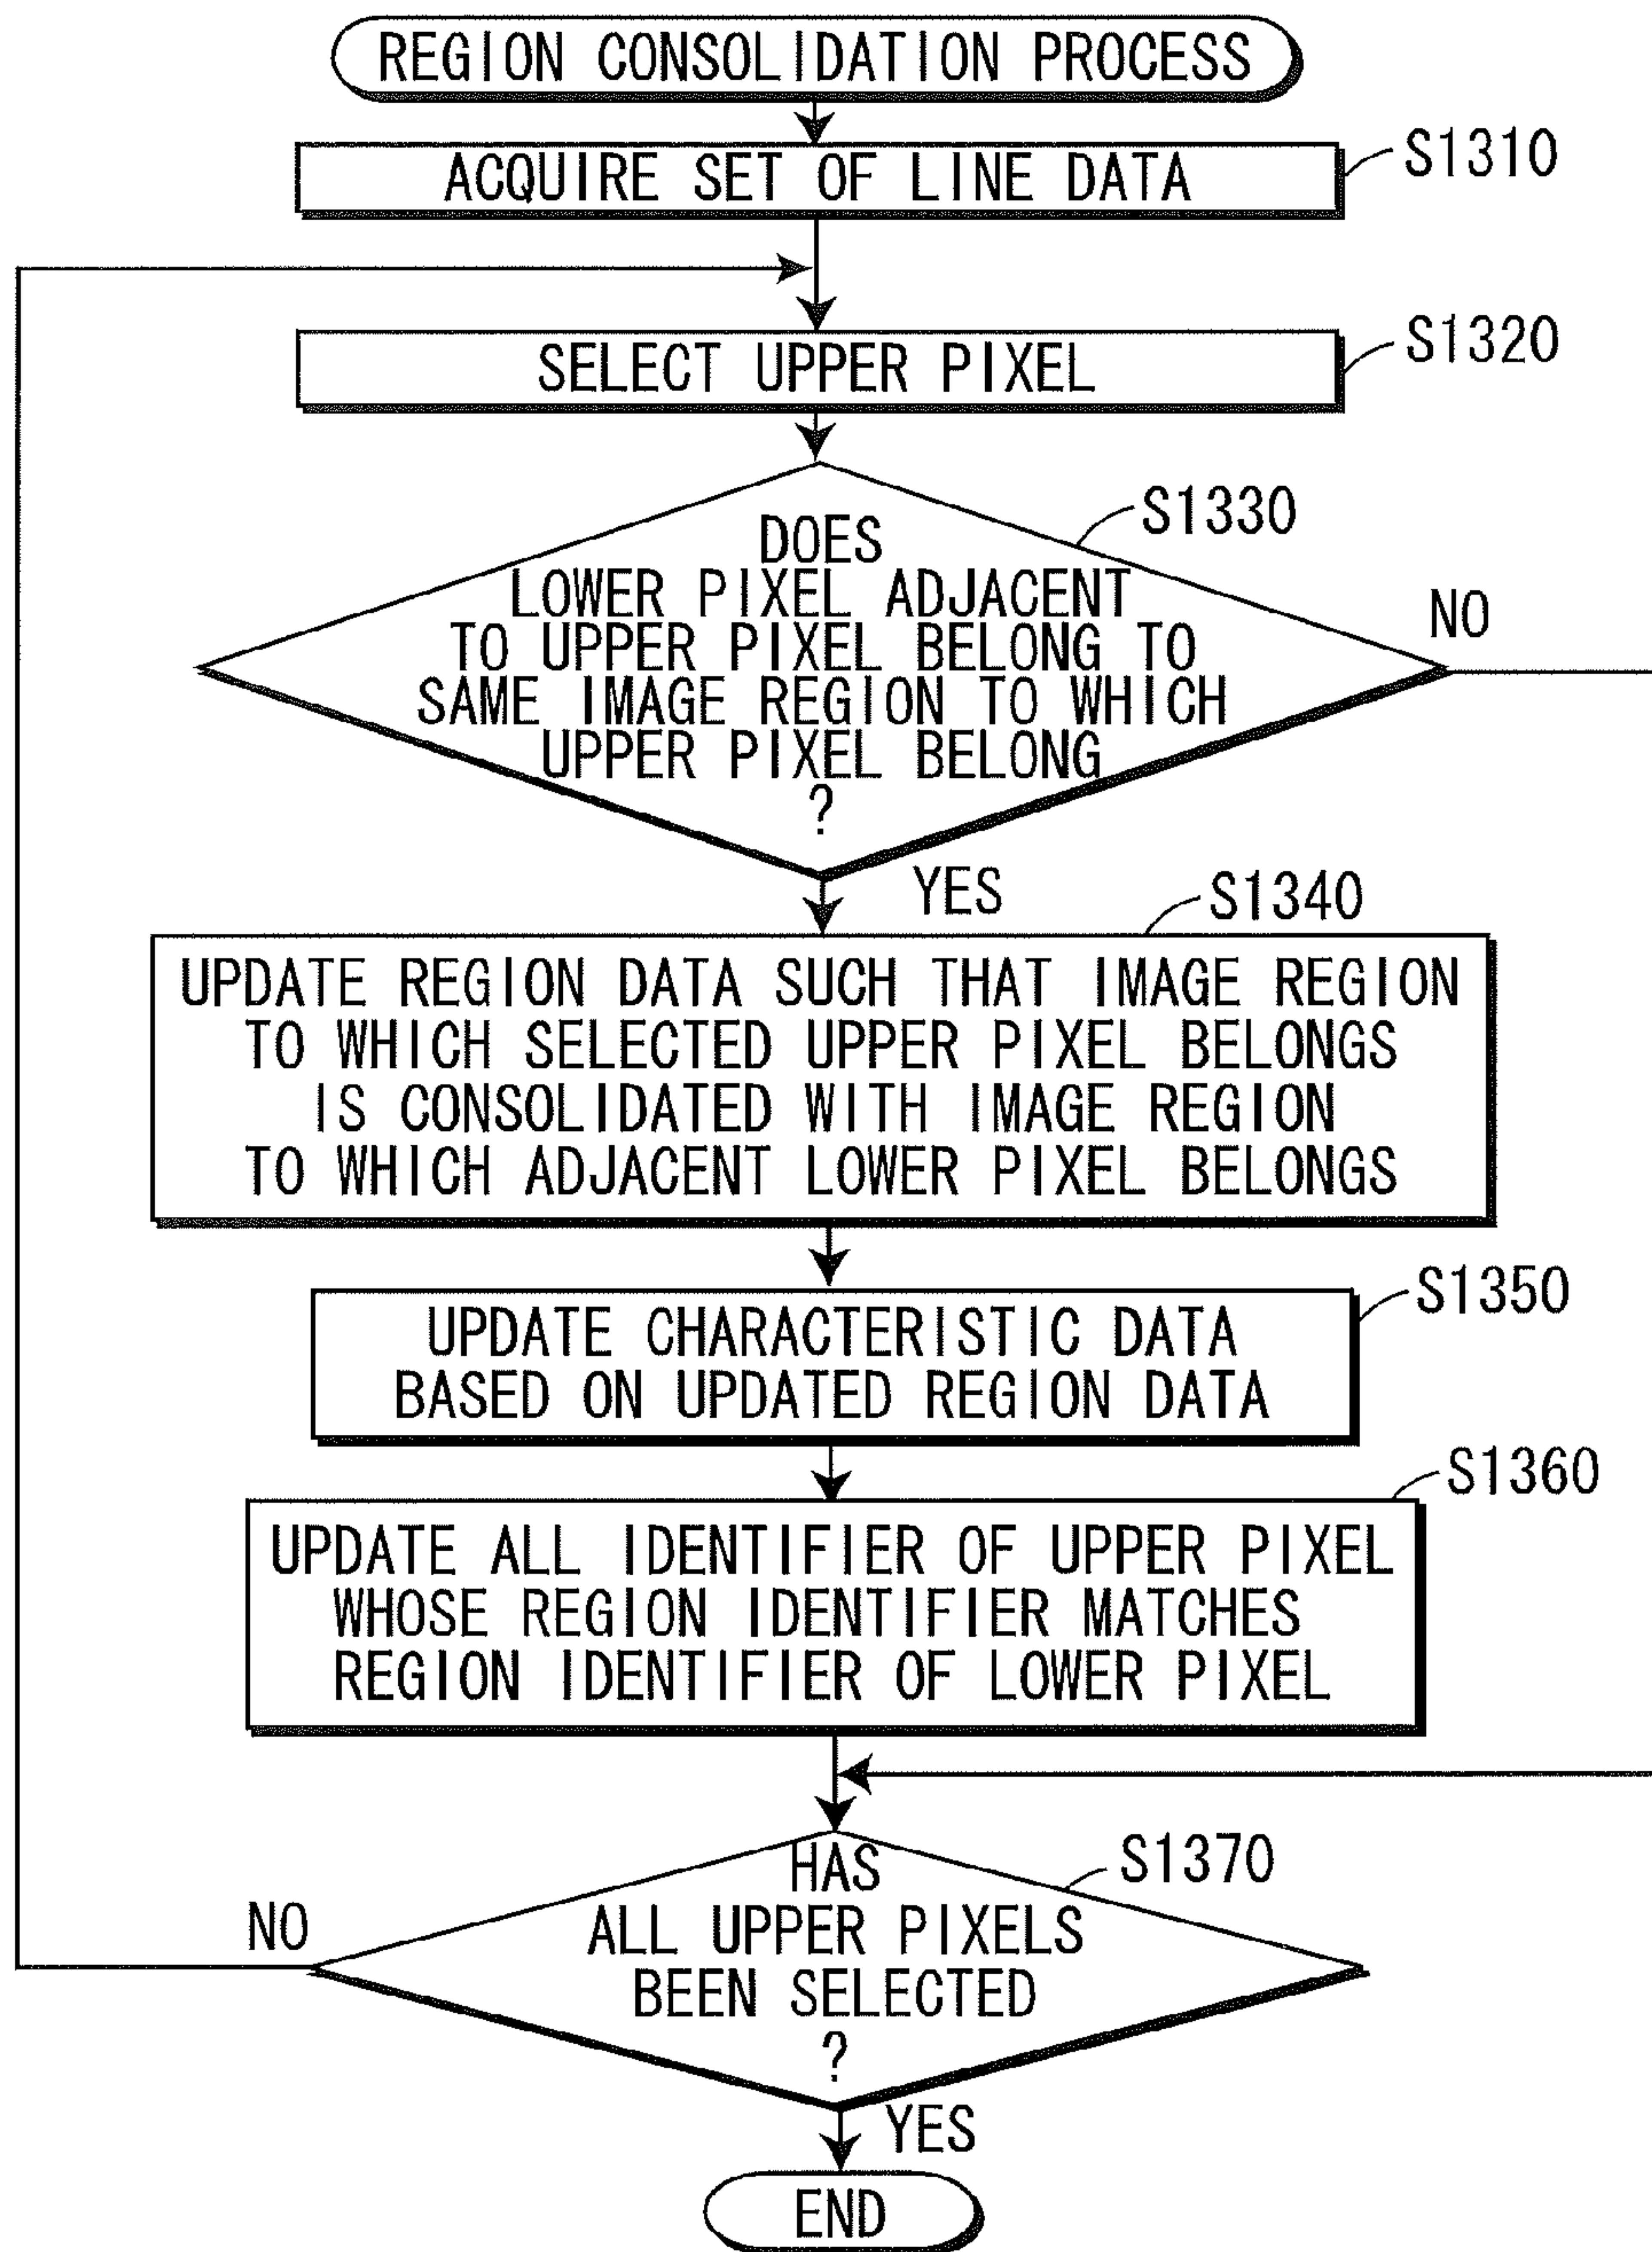 REGION CONSOLIDATION PROCESS
ACQUIRE SET OF LINE DATA
S1310
SELECT UPPER PIXEL
S1320
S1330
DOES
LOWER PIXEL ADJACENT
TO UPPER PIXEL BELONG TO
SAME IMAGE REGION TO WHICH
UPPER PIXEL BELONG
?
NO
YES
S1340
UPDATE REGION DATA SUCH THAT IMAGE REGION
TO WHICH SELECTED UPPER PIXEL BELONGS
IS CONSOLIDATED WITH IMAGE REGION
TO WHICH ADJACENT LOWER PIXEL BELONGS
S1350
UPDATE CHARACTERISTIC DATA
BASED ON UPDATED REGION DATA
S1360
UPDATE ALL IDENTIFIER OF UPPER PIXEL
WHOSE REGION IDENTIFIER MATCHES
REGION IDENTIFIER OF LOWER PIXEL
S1370
HAS
ALL UPPER PIXELS
BEEN SELECTED
?
NO
YES
END